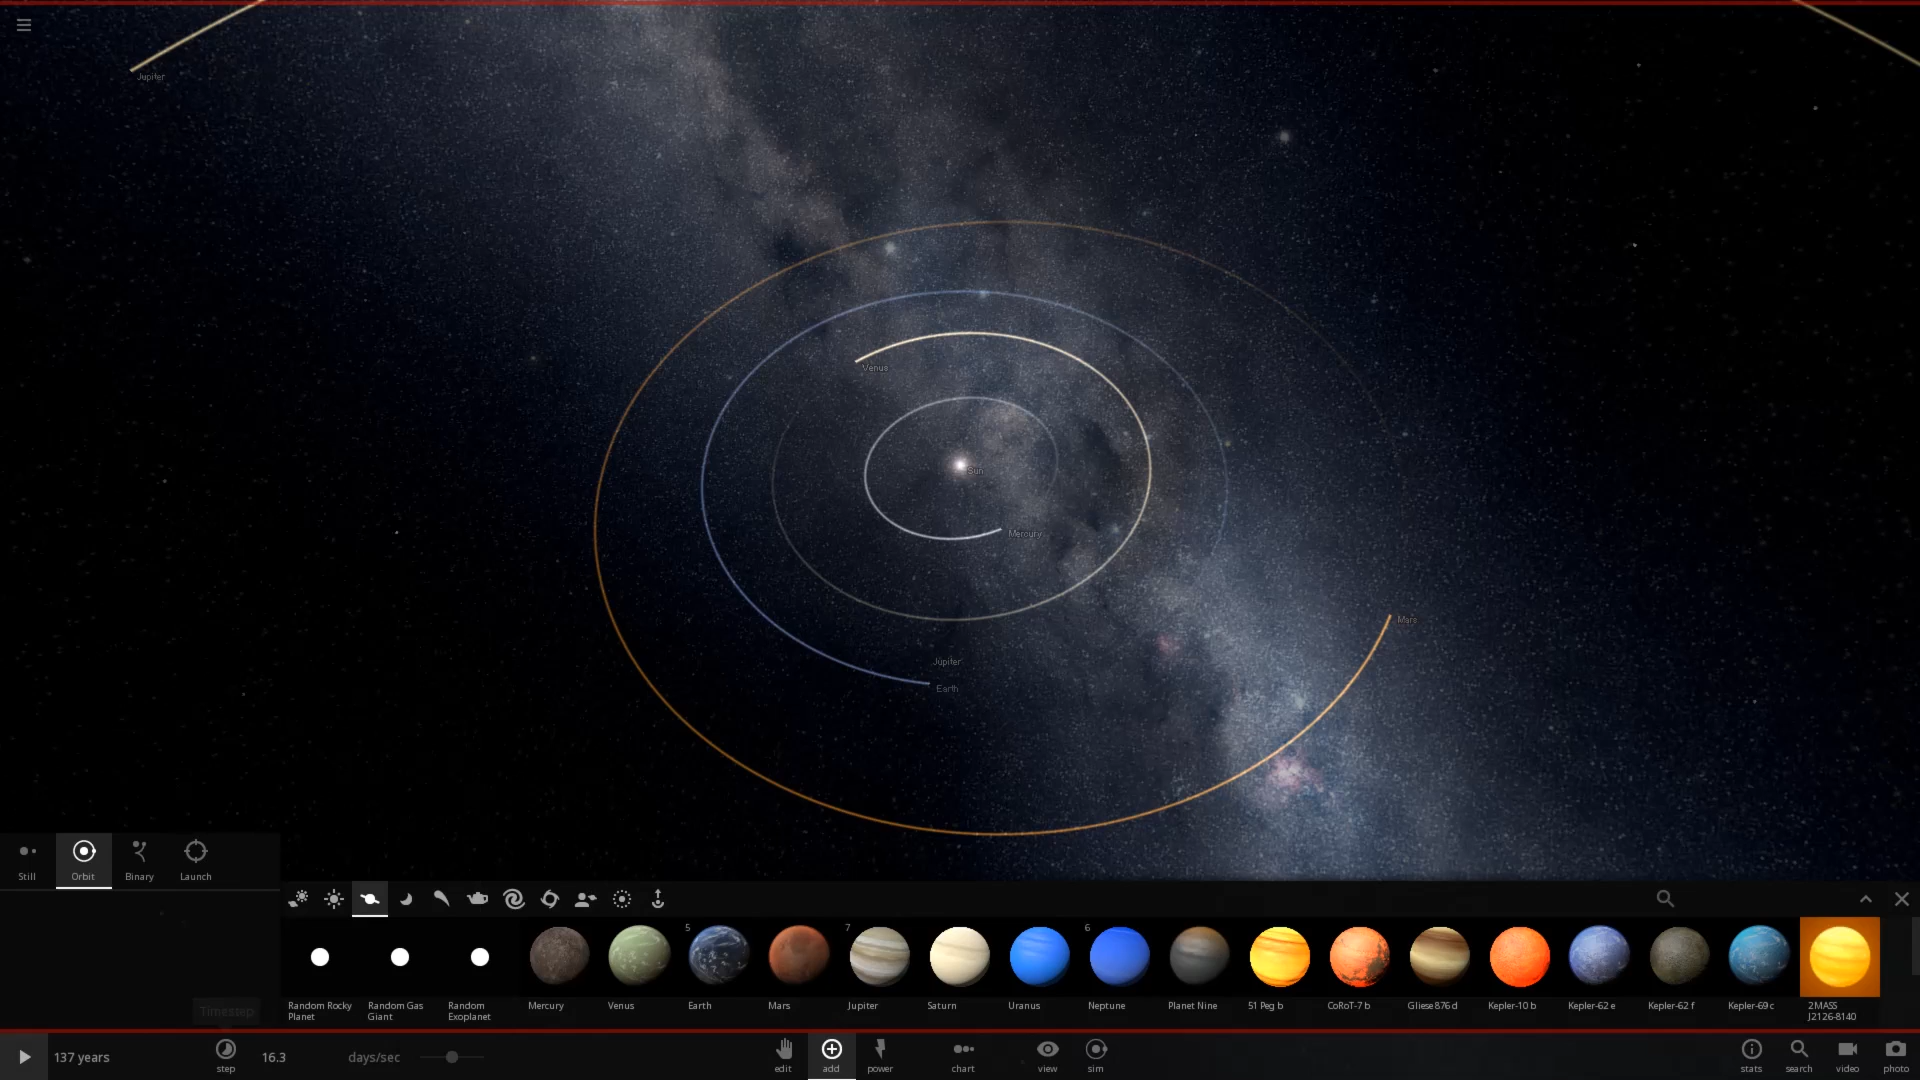 Jupiter
Venus
Sun
Mercury
Mars
Jupiter
Earth
Still
Orbit
Binary
Launch
5
7
6
Random Rocky
Planet
Random Gas
Giant
Random
Exoplanet
Mercury
Venus
Earth
Mars
Jupiter
Saturn
Uranus
Neptune
Planet Nine
51 Peg b
CoRoT-7 b
Gliese 876 d
Kepler-10 b
Kepler-62 e
Kepler-62 f
Kepler-69 c
2MASS
J2126-8140
Timestep
137 years
step
16.3
days/sec
edit
add
power
chart
view
sim
stats
search
video
photo